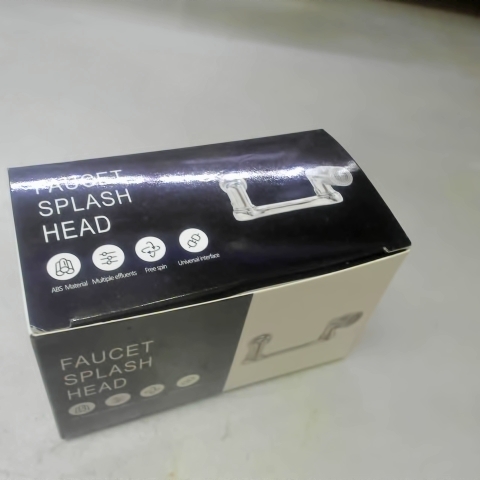 FAUCET
SPLASH
HEAD
ABS Material Multiple effluents Free spin Universal interface
FAUCET
SPLASH
HEAD